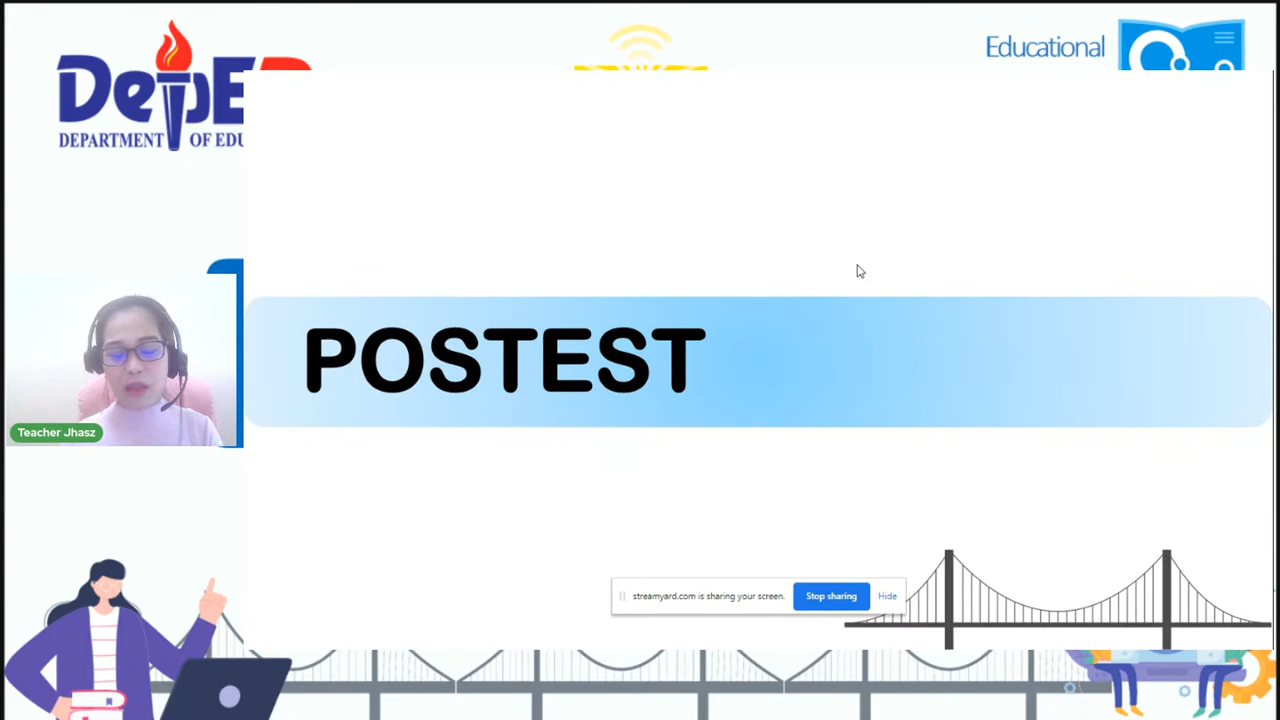 DepE
DEPARTMENT OF EDU
Educational
POSTEST
Teacher Jhasz
streamyard.com is sharing your screen. Stop sharing Hide